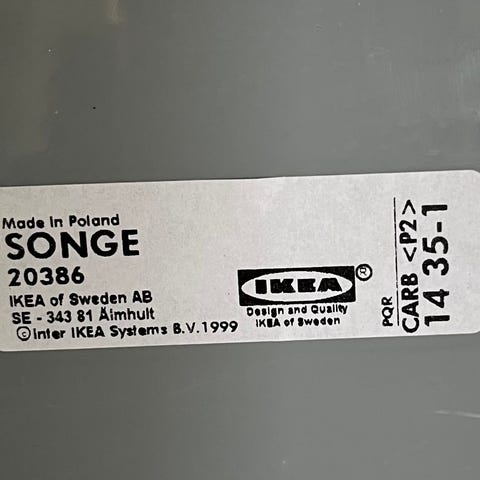 Made in Poland
SONGE
20386
IKEA of Sweden AB
SE - 343 81 Äimhult
©Inter IKEA Systems B.V.1999
IKEA®
Design and Quality
IKEA of Sweden
PQR
CARB <P2>
14 35-1